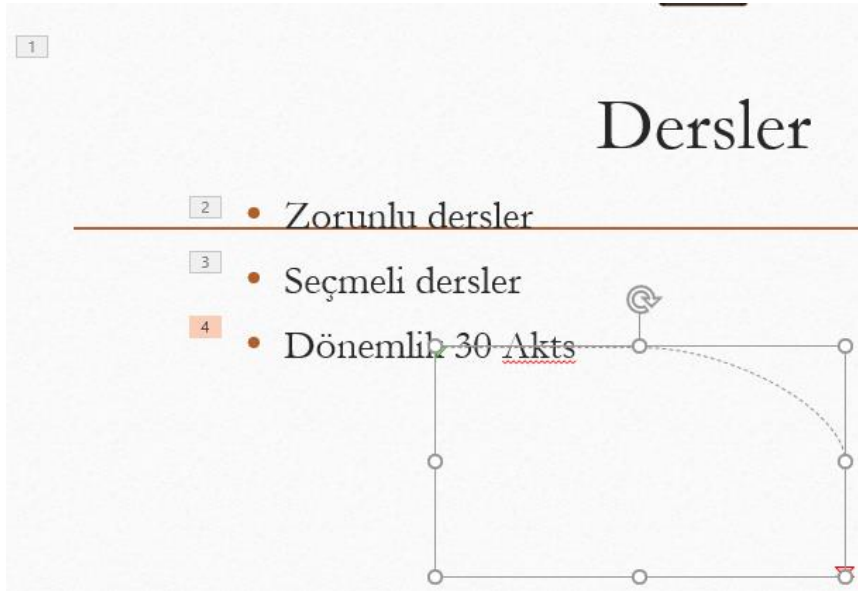 1
Dersler
2 • Zorunlu dersler
3 • Seçmeli dersler
4 • Dönemlik 30 Akts